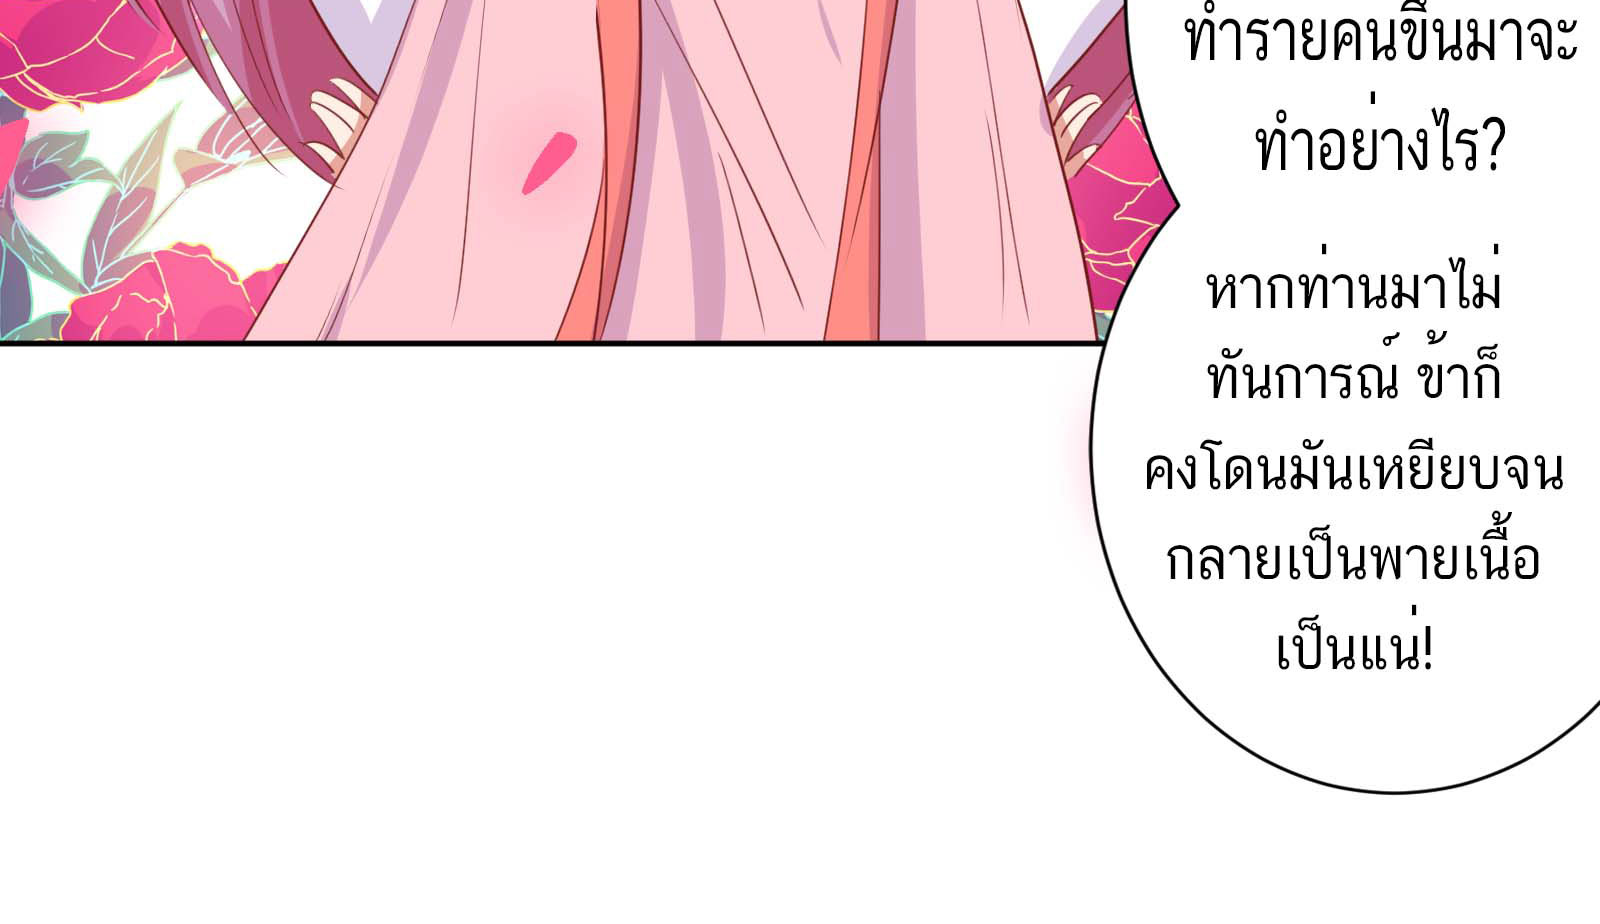 ทำรายคนขึ้นมาจะ
ทำอย่างไร?
หากท่านมาไม่
ทันการณ์ ข้าก็
คงโดนมันเหยียบจน
กลายเป็นพายเนื้อ
เป็นแน่!